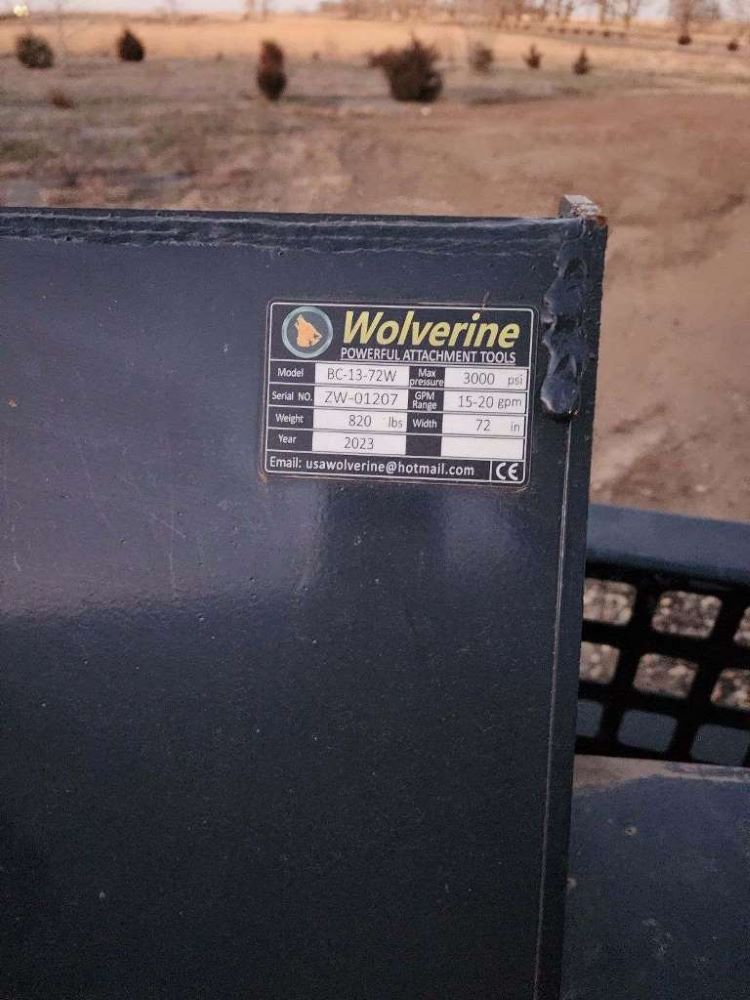 Wolverine
POWERFUL ATTACHMENT TOOLS
Model BC-13-72W Max pressure 3000 psi
Serial NO. ZW-01207 GPM Range 15-20 gpm
Weight 820 lbs Width 72 in
Year 2023
Email: usawolverine@hotmail.com CE